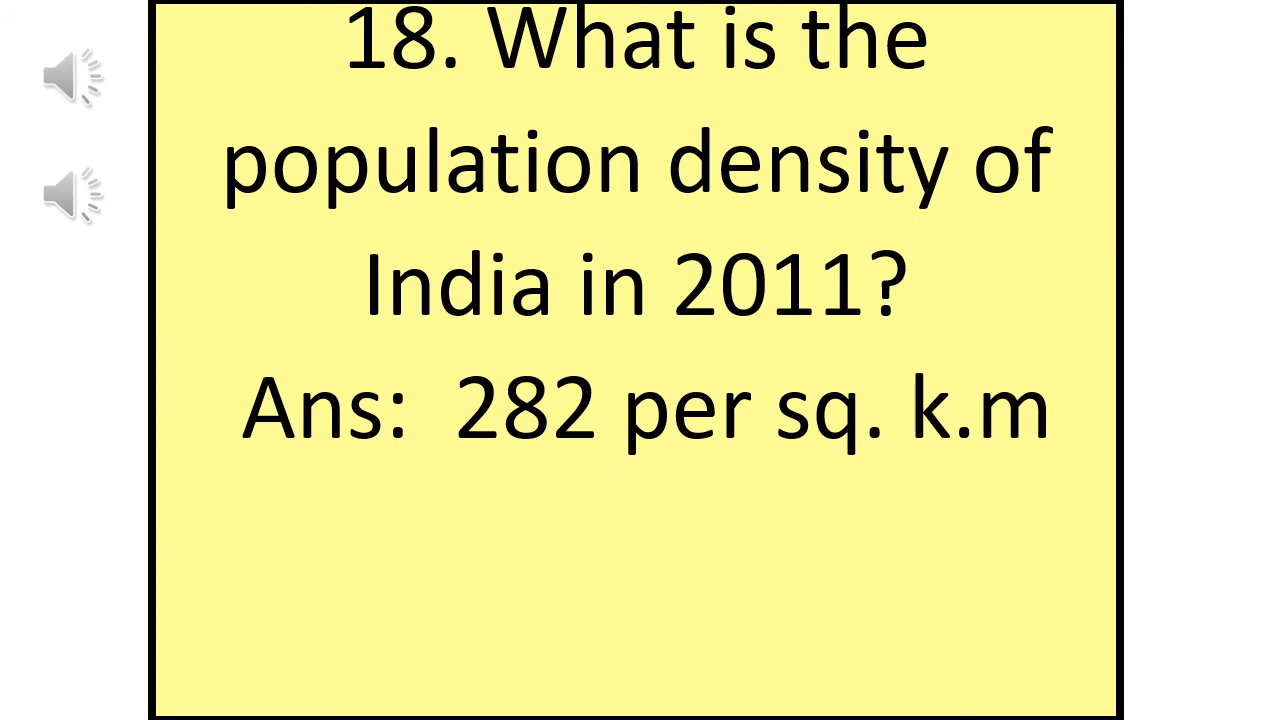 18. What is the
population density of
India in 2011?
Ans:  282 per sq. k.m